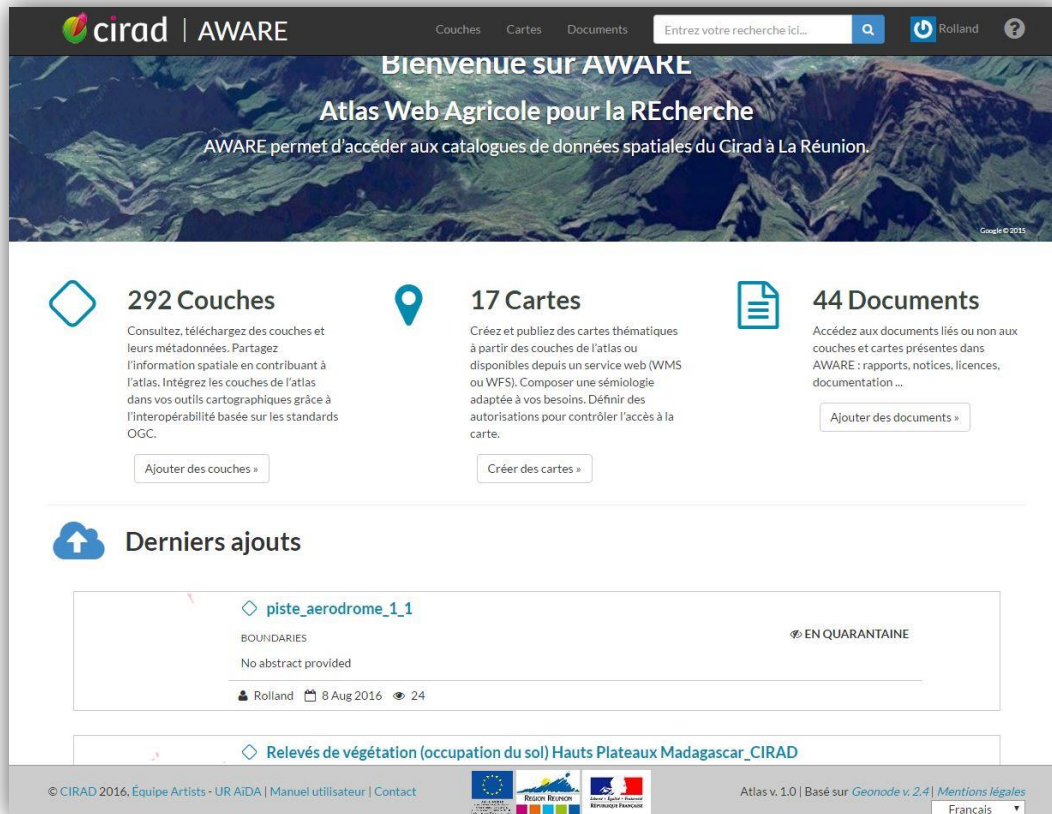 cirad | AWARE
Couches
Cartes
Documents
Entrez votre recherche ici...
Rolland
?
Bienvenue sur AWARE
Atlas Web Agricole pour la REcherche
AWARE permet d'accéder aux catalogues de données spatiales du Cirad à La Réunion.
Google © 2015
292 Couches
Consultez, téléchargez des couches et
leurs métadonnées. Partagez
l'information spatiale en contribuant à
l'atlas. Intégrez les couches de l'atlas
dans vos outils cartographiques grâce à
l'interopérabilité basée sur les standards
OGC.
Ajouter des couches »
17 Cartes
Créez et publiez des cartes thématiques
à partir des couches de l'atlas ou
disponibles depuis un service web (WMS
ou WFS). Composer une sémiologie
adaptée à vos besoins. Définir des
autorisations pour contrôler l'accès à la
carte.
Créer des cartes »
44 Documents
Accédez aux documents liés ou non aux
couches et cartes présentes dans
AWARE : rapports, notices, licences,
documentation ...
Ajouter des documents »
Derniers ajouts
piste_aerodrome_1_1
BOUNDARIES
EN QUARANTAINE
No abstract provided
Rolland 8 Aug 2016 24
Relevés de végétation (occupation du sol) Hauts Plateaux Madagascar_CIRAD
© CIRAD 2016, Équipe Artists - UR AïDA | Manuel utilisateur | Contact
REGION REUNION
Liberté • Égalité • Fraternité
RÉPUBLIQUE FRANÇAISE
Atlas v. 1.0 | Basé sur Geonode v. 2.4 | Mentions légales
Français